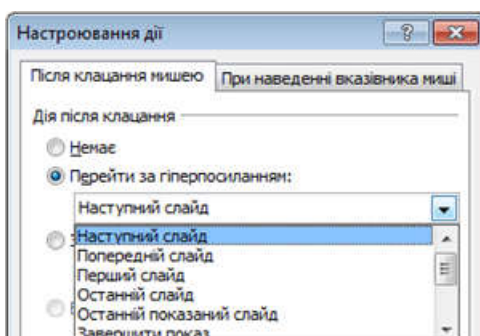 Настроювання дії
Після клацання мишею
При наведенні вказівника миші
Дія після клацання
Немає
Перейти за гіперпосиланням:
Наступний слайд
Наступний слайд
Попередній слайд
Перший слайд
Останній слайд
Останній показаний слайд
Завершити показ